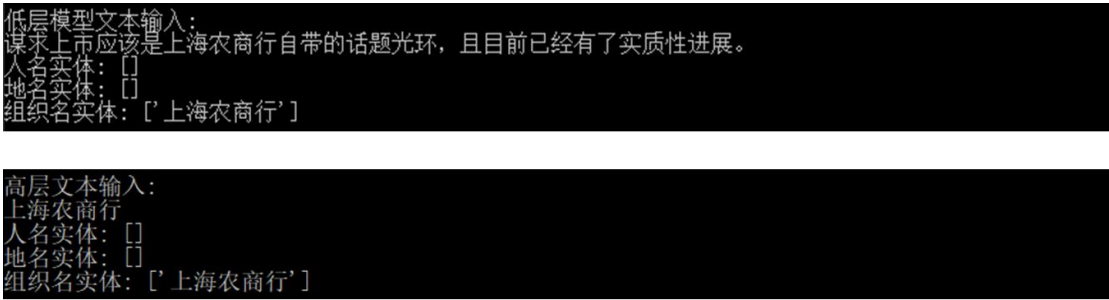 低层模型文本输入:
谋求上市应该是上海农商行自带的话题光环，且目前已经有了实质性进展。
人名实体: []
地名实体: []
组织名实体: ['上海农商行']
高层文本输入:
上海农商行
人名实体: []
地名实体: []
组织名实体: ['上海农商行']